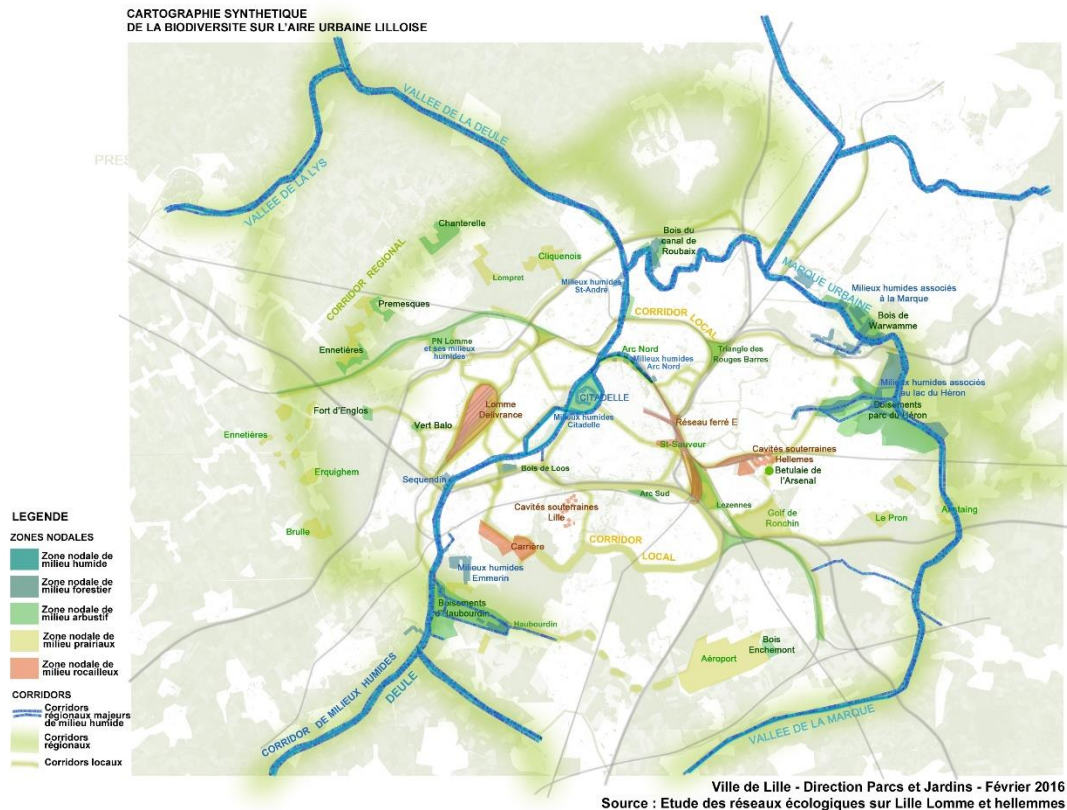 CARTOGRAPHIE SYNTHETIQUE
DE LA BIODIVERSITE SUR L'AIRE URBAINE LILLOISE
VALLEE DE LA DEULE
PRES
VALLEE DE LA LYS
Chanterelle
Bois du
canal de
Roubaix
CORRIDOR REGIONAL
Cliquenois
Lompret
Milieux humides
St-André
MARQUE URBAINE
Milieux humides associés
à la Marque
Premesques
CORRIDOR LOCAL
Bois de
Warwamme
Ennetières
PN Lomme
et ses milieux
humides
Arc Nord
Milieux humides
Arc Nord
Triangle des
Rouges Barres
Milieux humides associés
au lac du Héron
Boisements
parc du Héron
Fort d'Englos
Lomme
Delivrance
CITADELLE
Milieux humides
Citadelle
Vert Balo
Réseau ferré E
Ennetières
St-Sauveur
Cavités souterraines
Hellemes
Betulaie de
l'Arsenal
Erquighem
Sequendin
Bois de Loos
Arc Sud
Lezennes
Cavités souterraines
Lille
Golf de
Ronchin
Le Pron
Anstaing
Brulle
Carrière
CORRIDOR
LOCAL
Milieux humides
Emmerin
Boisements
d'Haubourdin
Haubourdin
Bois
Enchemont
Aéroport
CORRIDOR DE MILIEUX HUMIDES
DEULE
VALLEE DE LA MARQUE
LEGENDE
ZONES NODALES
Zone nodale de
milieu humide
Zone nodale de
milieu forestier
Zone nodale de
milieu arbustif
Zone nodale de
milieu prairiaux
Zone nodale de
milieu rocailleux
CORRIDORS
Corridors
régionaux majeurs
de milieu humide
Corridors
régionaux
Corridors locaux
Ville de Lille - Direction Parcs et Jardins - Février 2016
Source : Etude des réseaux écologiques sur Lille Lomme et hellemmes